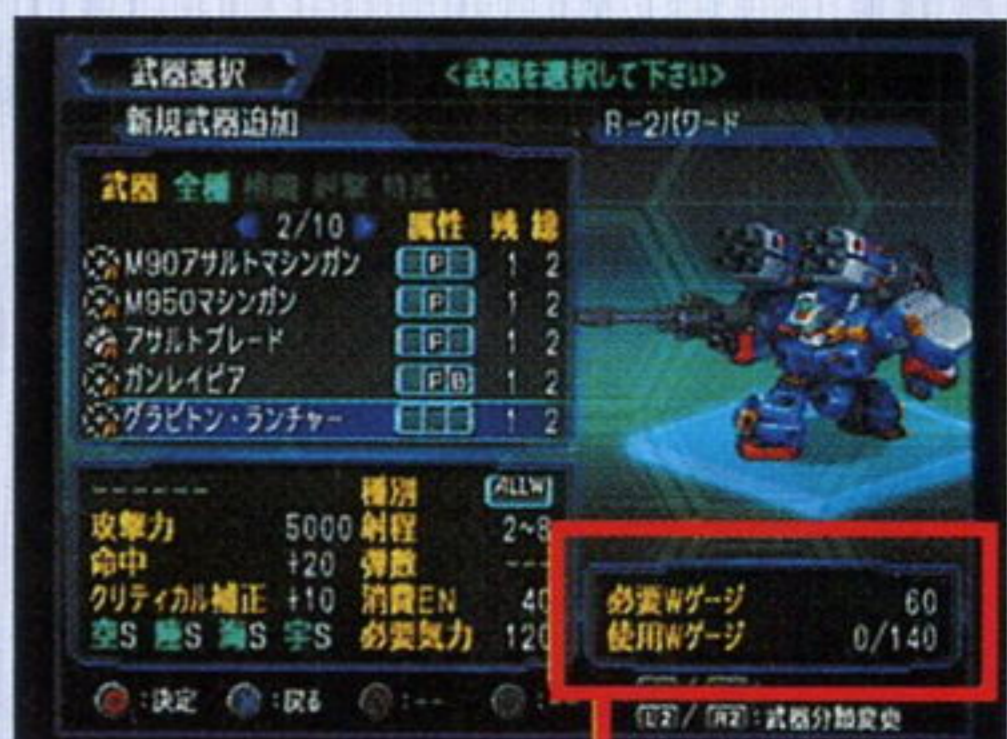 武器選択
<武器を選択して下さい>
新規武器追加
R-2パワード
武器 全種 射撃
2/10 属性 残 総
M90アサルトマシンガン P 1 2
M950マシンガン P 1 2
アサルトブレード P 1 2
ガンレイピア P B 1 2
グラビトン・ランチャー 1 2
------ 種別 ALLW
攻撃力 5000 射程 2~8
命中 +20 弾数 ---
クリティカル補正 +10 消費EN 40
空S 陸S 海S 宇S 必要気力 120
必要Wゲージ 60
使用Wゲージ 0/140
:決定 :戻る :--
L2 / R2 :武器分類変更